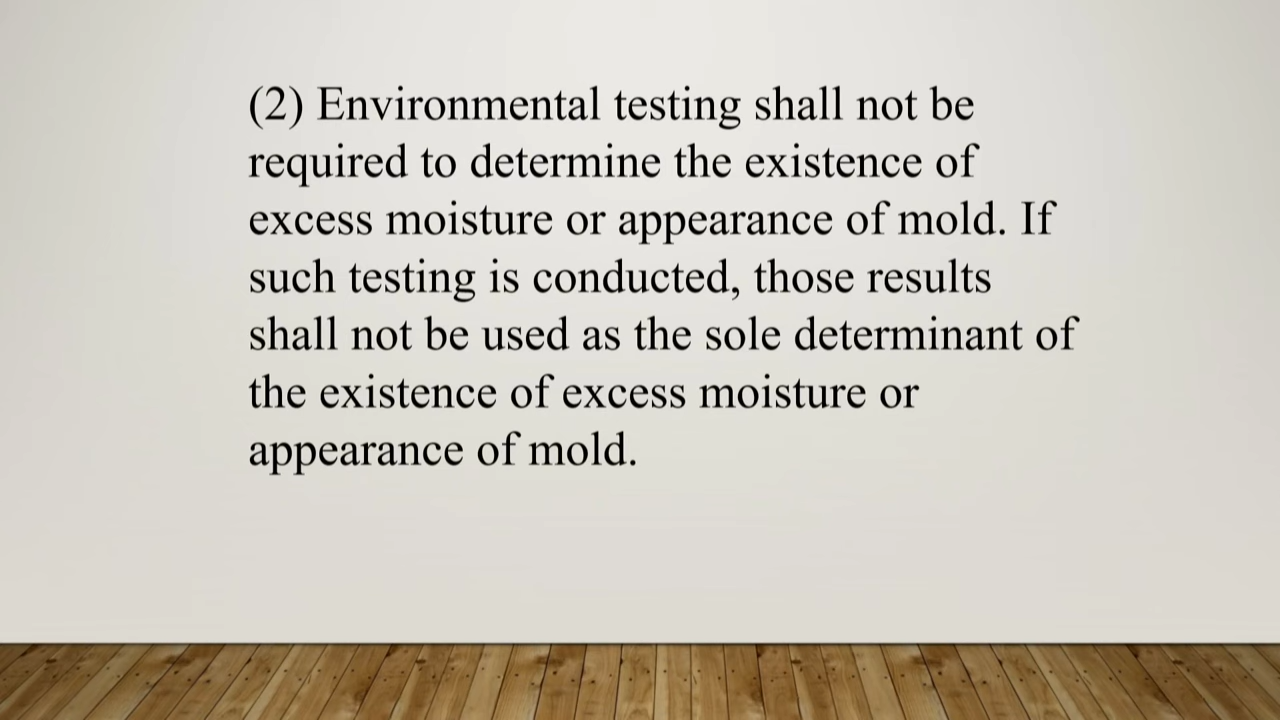 (2) Environmental testing shall not be
required to determine the existence of
excess moisture or appearance of mold. If
such testing is conducted, those results
shall not be used as the sole determinant of
the existence of excess moisture or
appearance of mold.